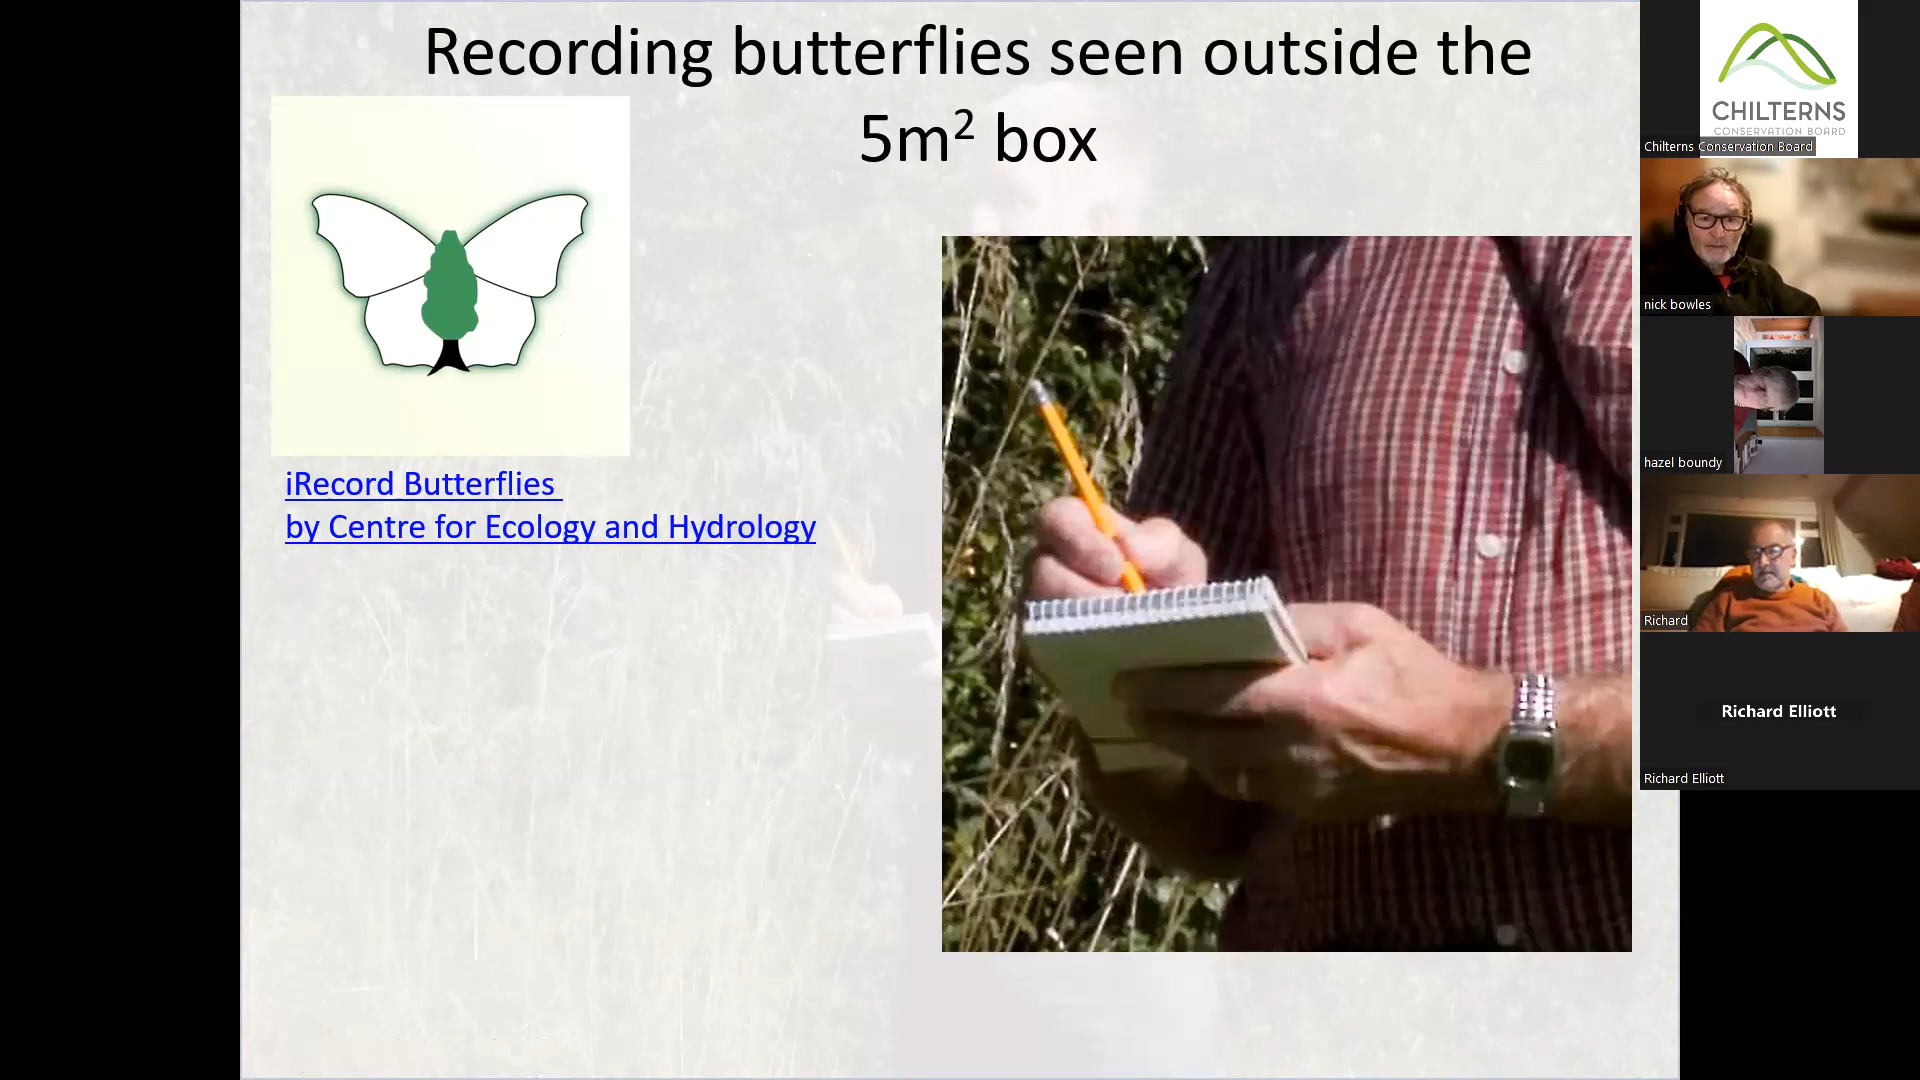 Recording butterflies seen outside the
5m² box
iRecord Butterflies
by Centre for Ecology and Hydrology
CHILTERNS
CONSERVATION BOARD
Chilterns Conservation Board
nick bowles
hazel boundy
Richard
Richard Elliott
Richard Elliott